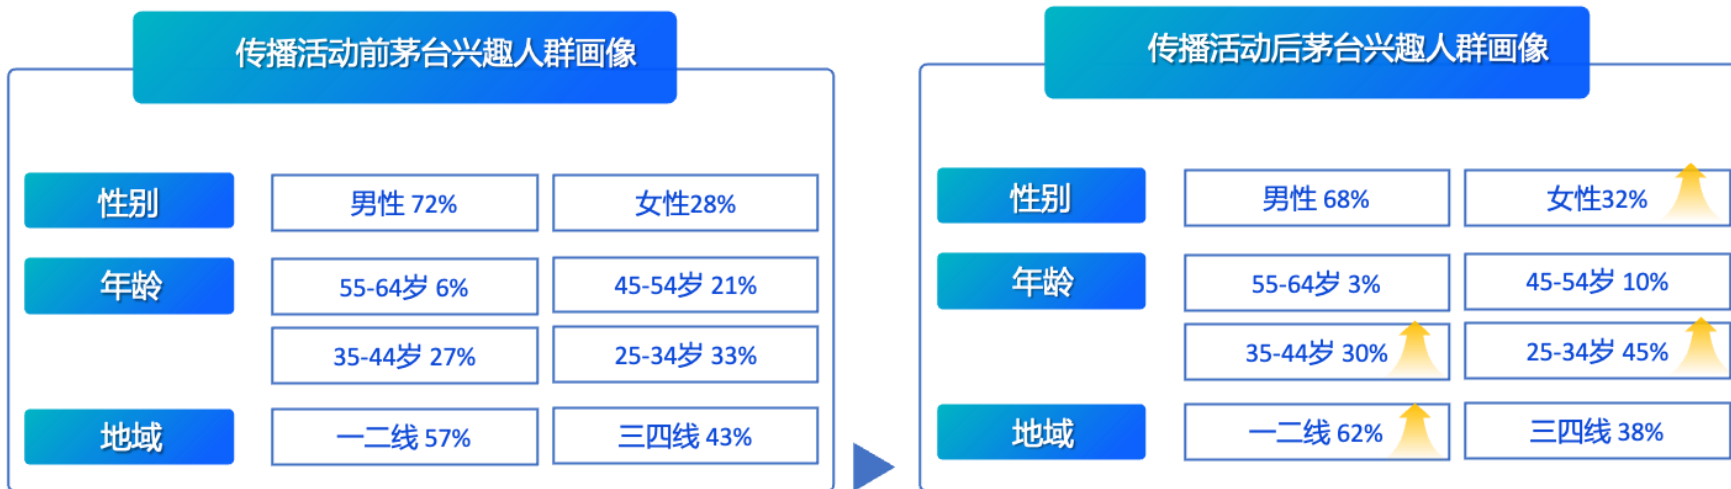 传播活动前茅台兴趣人群画像
性别
男性 72%
女性28%
年龄
55-64岁 6%
45-54岁 21%
35-44岁 27%
25-34岁 33%
地域
一二线 57%
三四线 43%
传播活动后茅台兴趣人群画像
性别
男性 68%
女性32%
年龄
55-64岁 3%
45-54岁 10%
35-44岁 30%
25-34岁 45%
地域
一二线 62%
三四线 38%